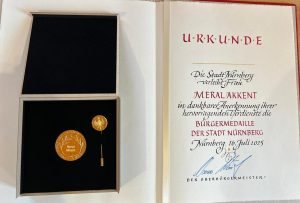 URKUNDE
Die Stadt Nürnberg
verleiht Frau
MERAL AKKENT
in dankbarer Anerkennung ihrer
hervorragenden Verdienste die
BÜRGERMEDAILLE
DER STADT NÜRNBERG
Nürnberg, 16. Juli 2025
DER OBERBÜRGERMEISTER